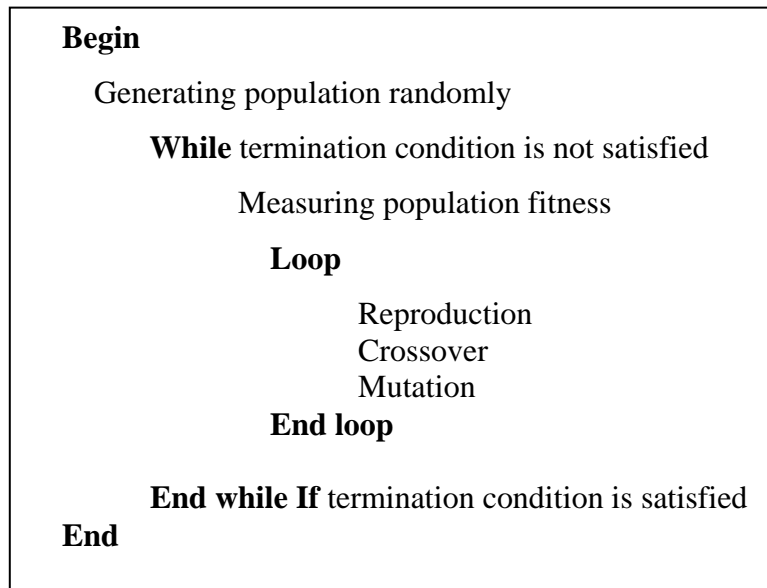 Begin
Generating population randomly
While termination condition is not satisfied
Measuring population fitness
Loop
Reproduction
Crossover
Mutation
End loop
End while If termination condition is satisfied
End